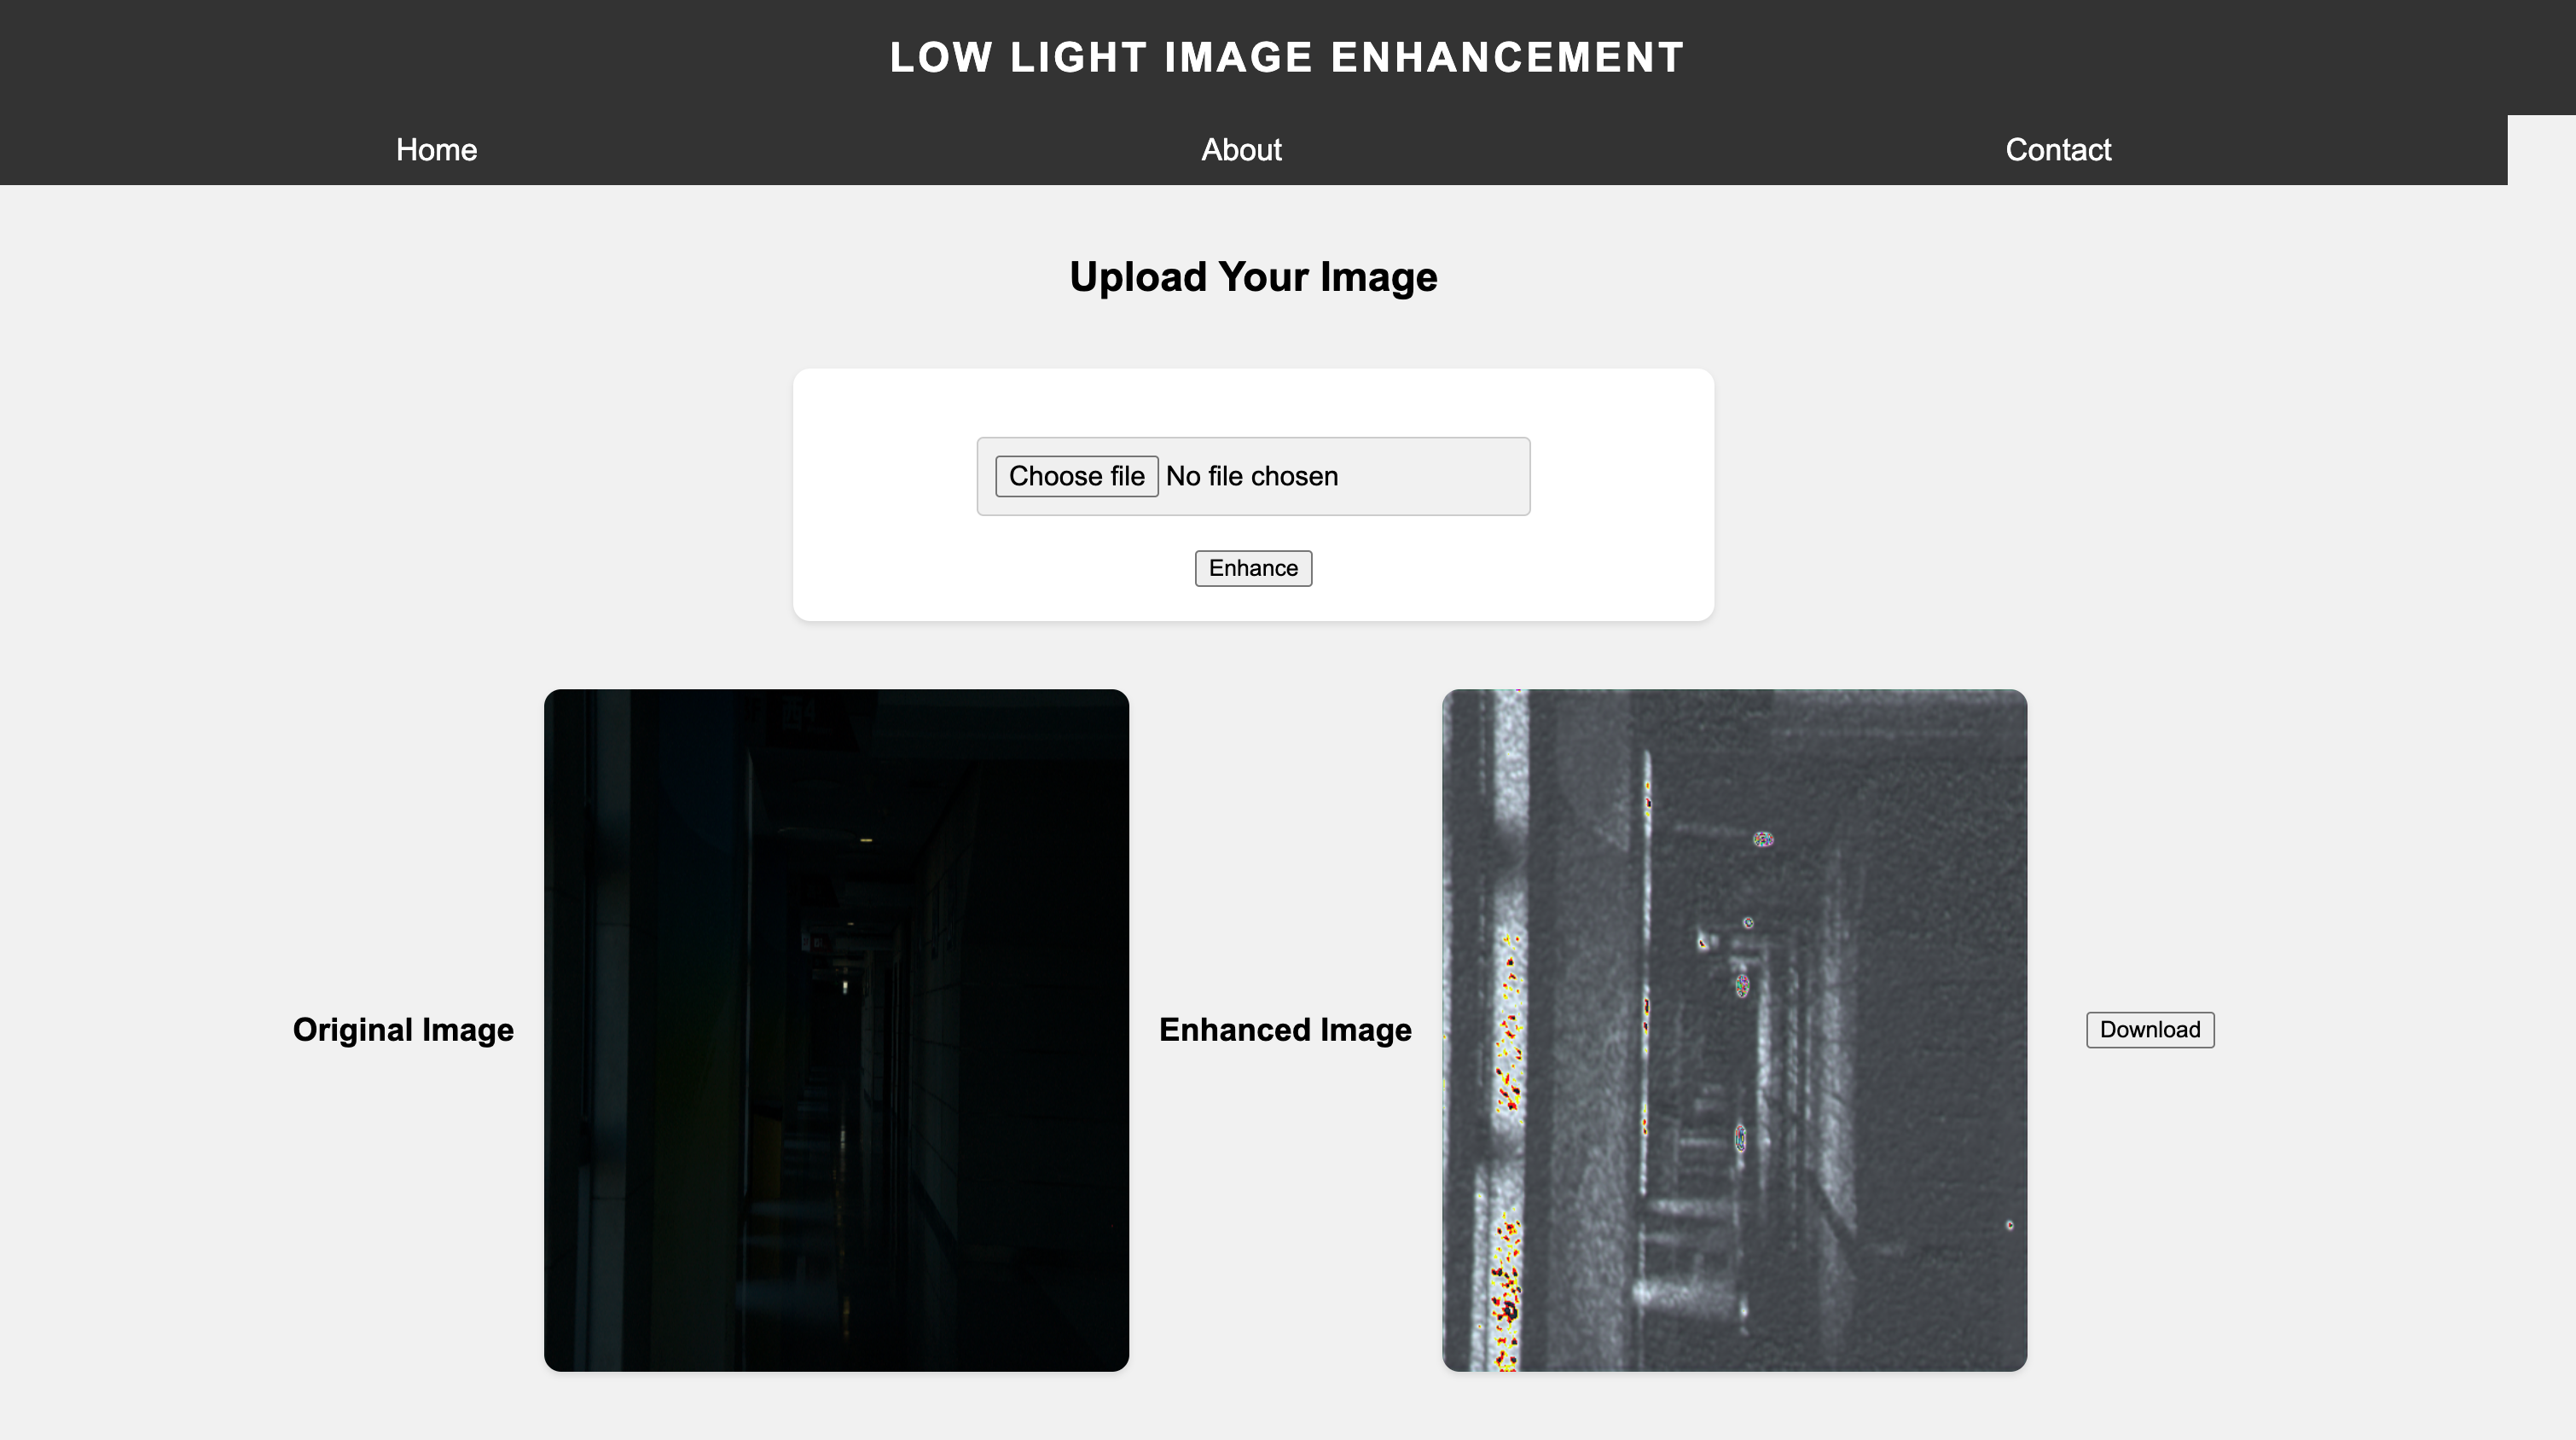 LOW LIGHT IMAGE ENHANCEMENT
Home About Contact
Upload Your Image
Choose file No file chosen
Enhance
Original Image
Enhanced Image
Download